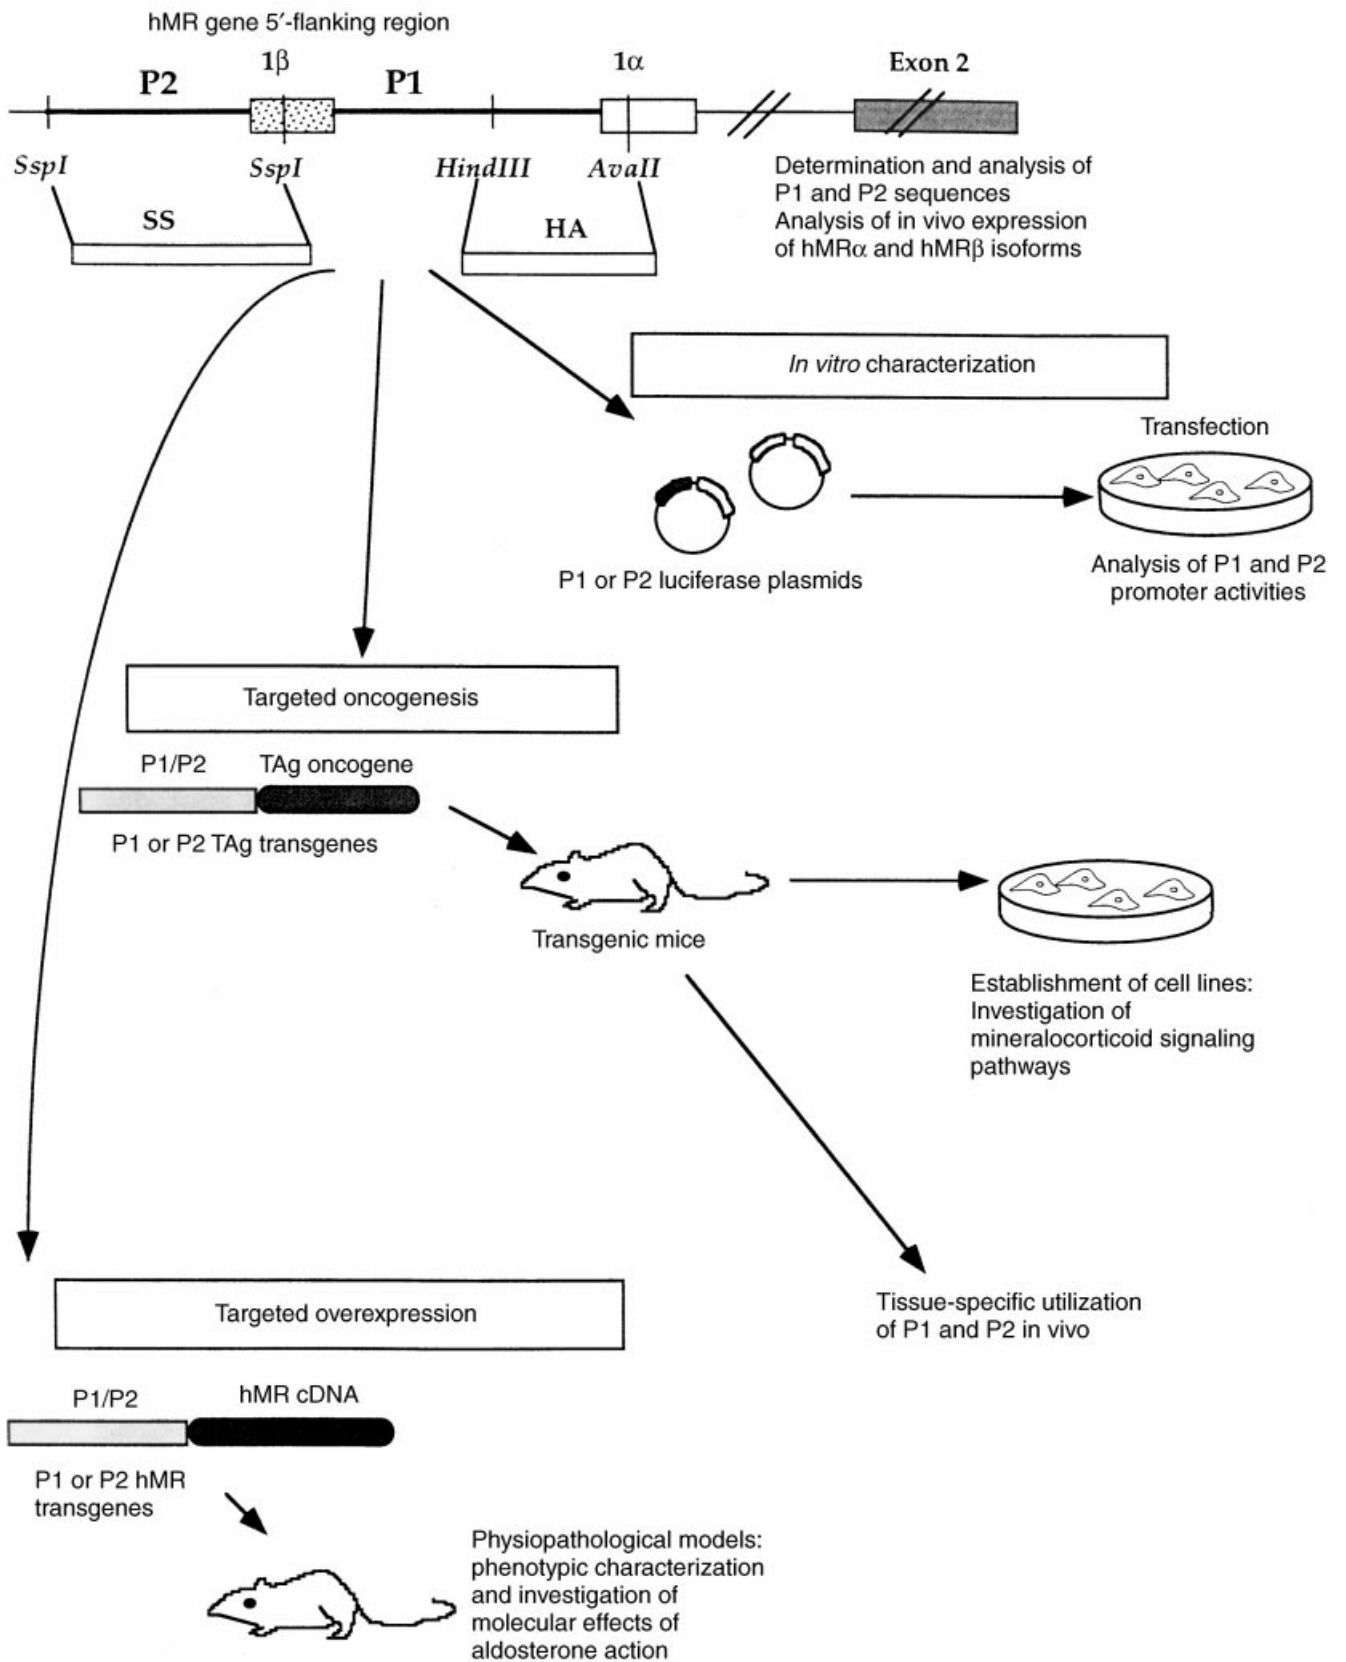 hMR gene 5′-flanking region
P2
1β
P1
1α
Exon 2
SspI
SspI
HindIII
AvaII
SS
HA
Determination and analysis of
P1 and P2 sequences
Analysis of in vivo expression
of hMRα and hMRβ isoforms
In vitro characterization
Transfection
P1 or P2 luciferase plasmids
Analysis of P1 and P2
promoter activities
Targeted oncogenesis
P1/P2
TAg oncogene
P1 or P2 TAg transgenes
Transgenic mice
Establishment of cell lines:
Investigation of
mineralocorticoid signaling
pathways
Tissue-specific utilization
of P1 and P2 in vivo
Targeted overexpression
P1/P2
hMR cDNA
P1 or P2 hMR
transgenes
Physiopathological models:
phenotypic characterization
and investigation of
molecular effects of
aldosterone action